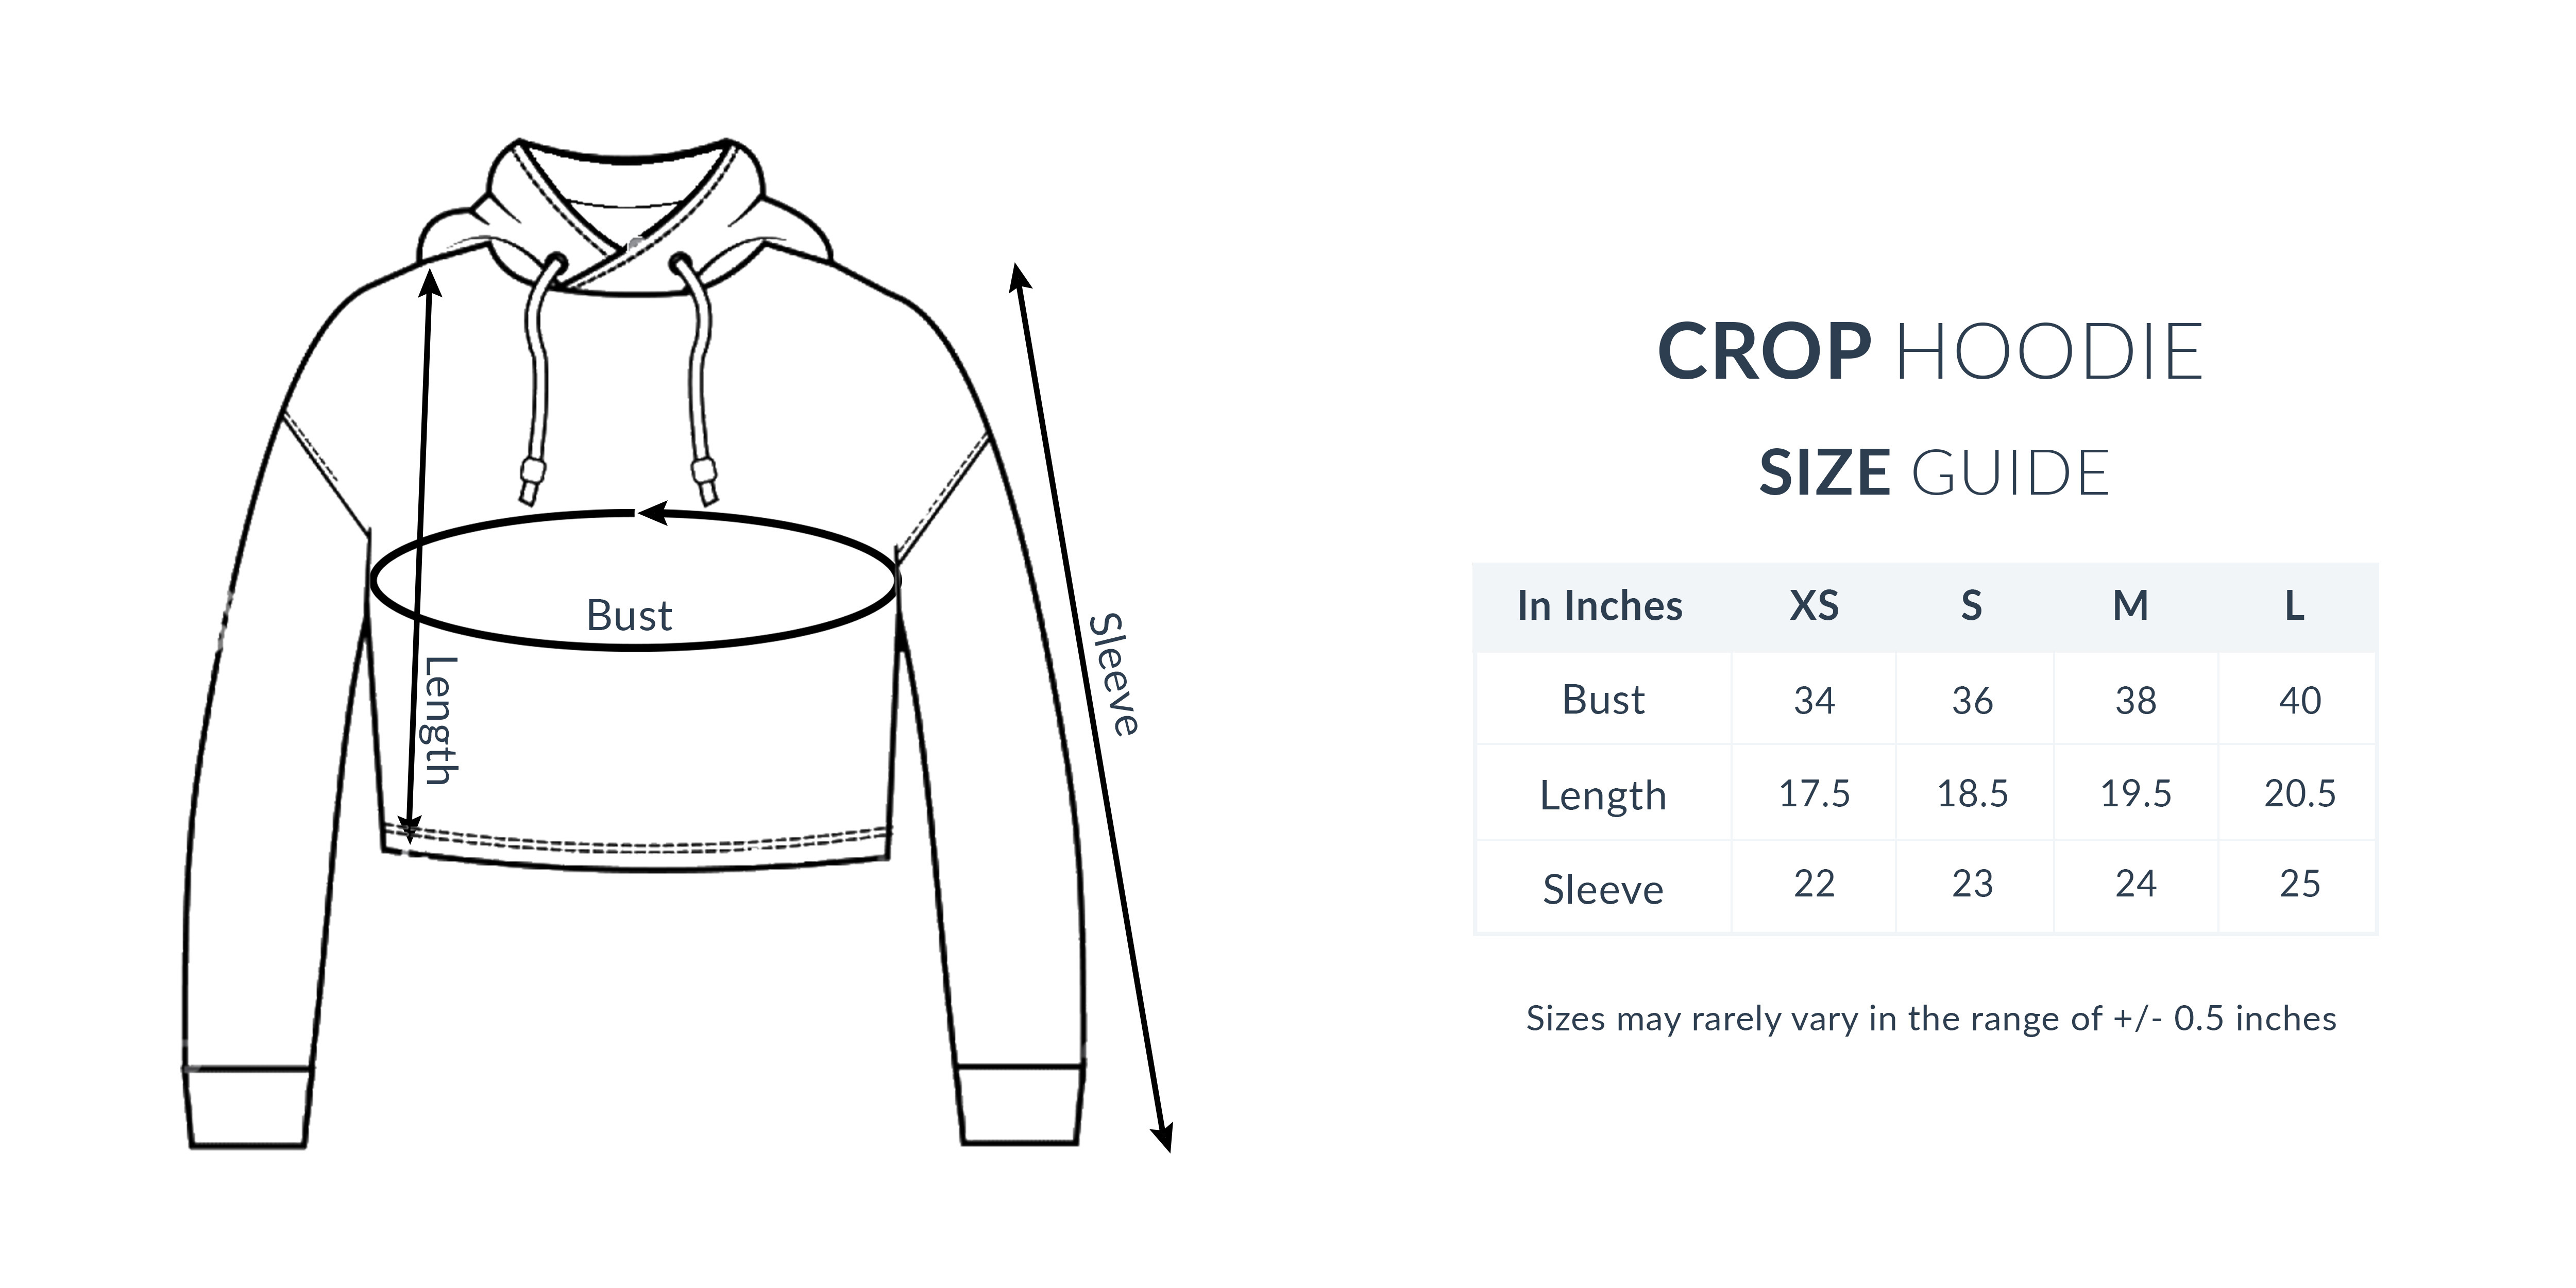 Bust
Length
Sleeve
CROP HOODIE
SIZE GUIDE
In Inches XS S M L
Bust 34 36 38 40
Length 17.5 18.5 19.5 20.5
Sleeve 22 23 24 25
Sizes may rarely vary in the range of +/- 0.5 inches